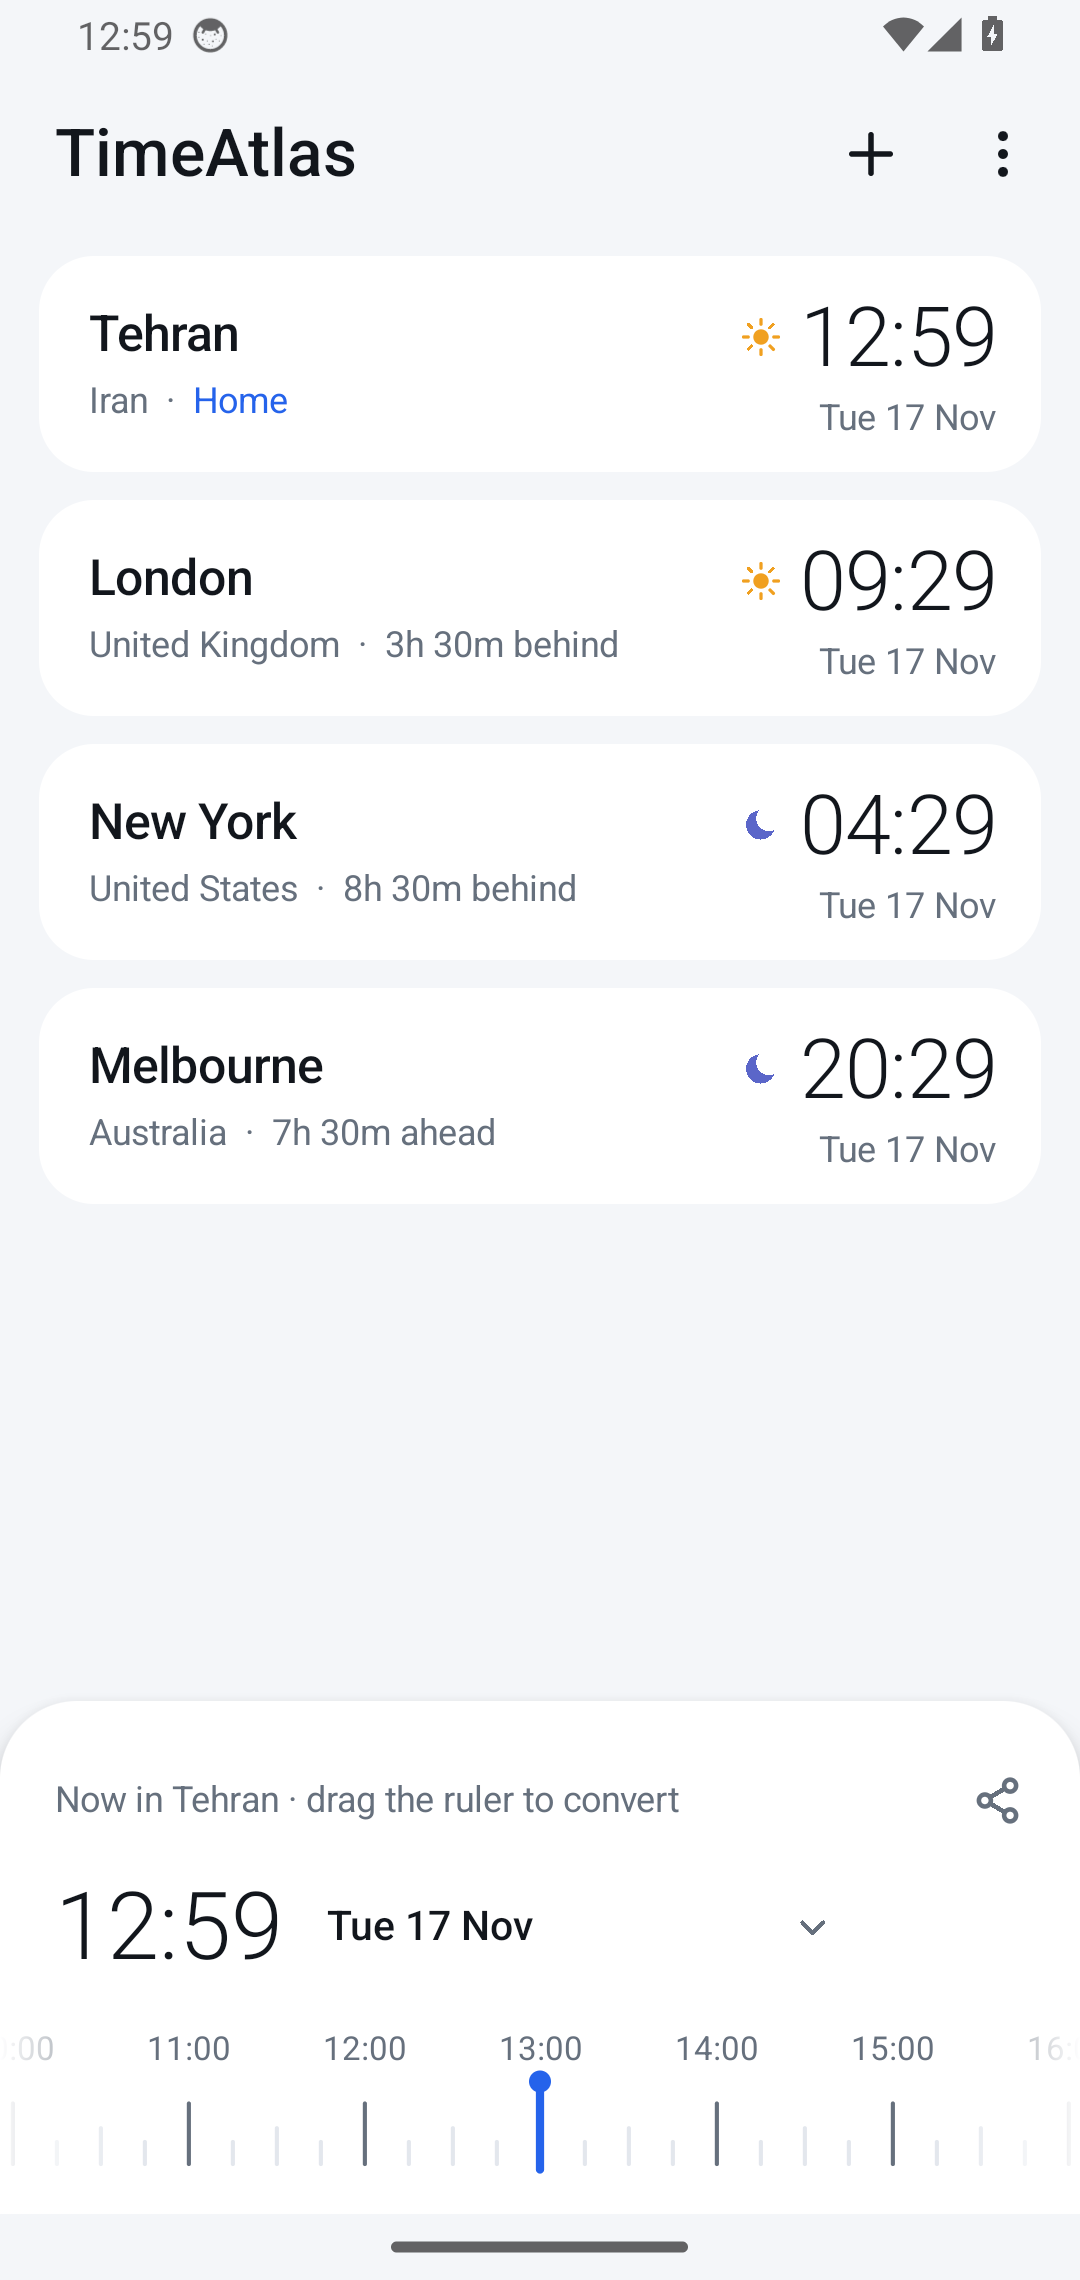 12:59
TimeAtlas
Tehran
12:59
Iran · Home
Tue 17 Nov
London
09:29
United Kingdom · 3h 30m behind
Tue 17 Nov
New York
04:29
United States · 8h 30m behind
Tue 17 Nov
Melbourne
20:29
Australia · 7h 30m ahead
Tue 17 Nov
Now in Tehran · drag the ruler to convert
12:59 Tue 17 Nov
:00 11:00 12:00 13:00 14:00 15:00 16: